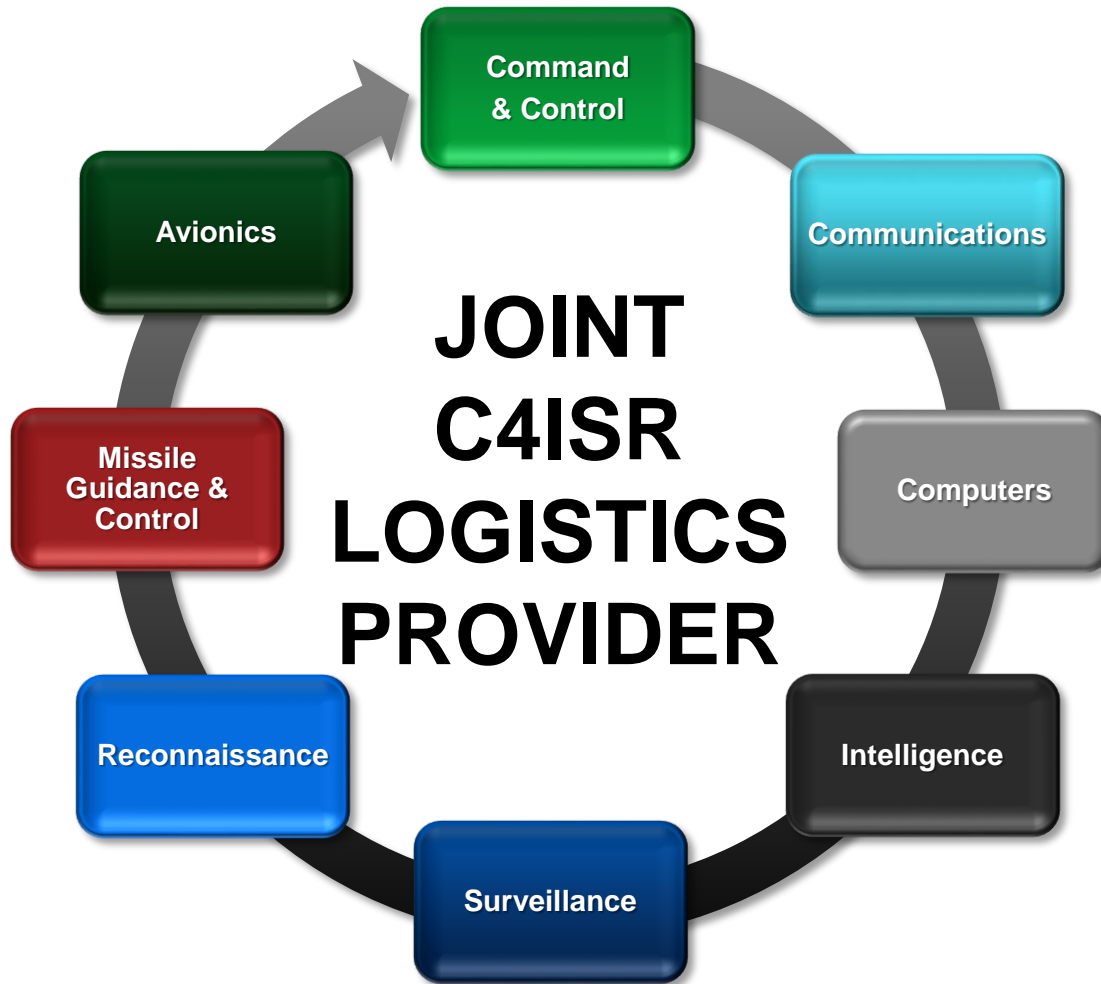 Command
& Control
Communications
Computers
Intelligence
Surveillance
Reconnaissance
Missile
Guidance &
Control
Avionics
JOINT
C4ISR
LOGISTICS
PROVIDER